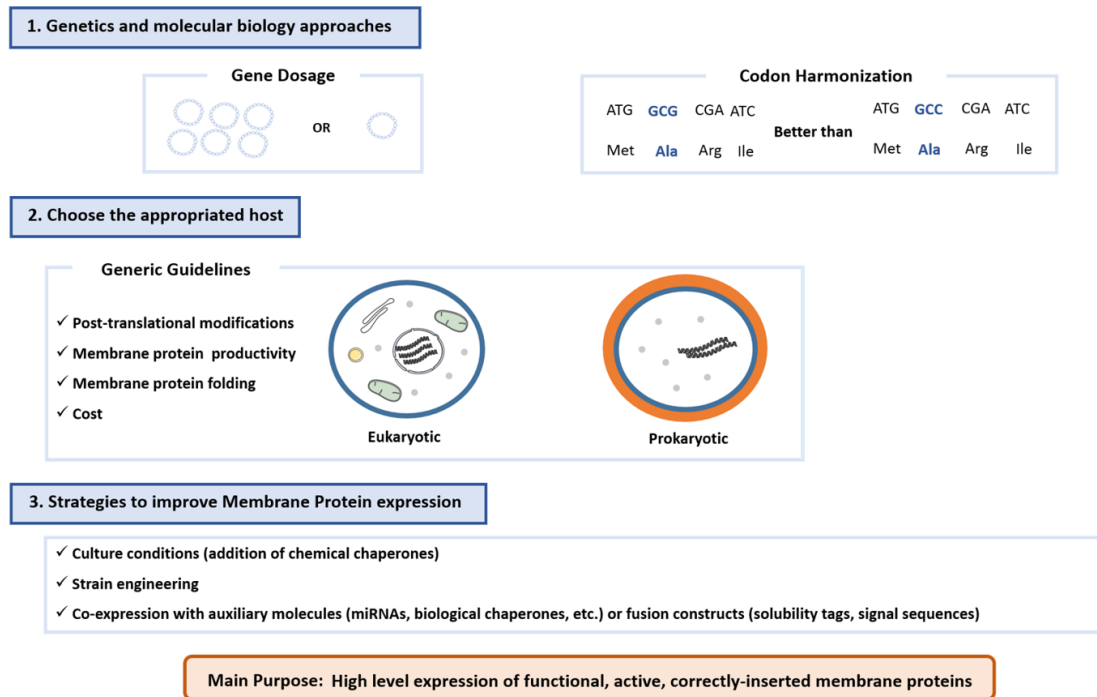 1. Genetics and molecular biology approaches
Gene Dosage
OR
Codon Harmonization
ATG GCG CGA ATC
Met Ala Arg Ile
Better than
ATG GCC CGA ATC
Met Ala Arg Ile
2. Choose the appropriated host
Generic Guidelines
✓ Post-translational modifications
✓ Membrane protein productivity
✓ Membrane protein folding
✓ Cost
Eukaryotic
Prokaryotic
3. Strategies to improve Membrane Protein expression
✓ Culture conditions (addition of chemical chaperones)
✓ Strain engineering
✓ Co-expression with auxiliary molecules (miRNAs, biological chaperones, etc.) or fusion constructs (solubility tags, signal sequences)
Main Purpose: High level expression of functional, active, correctly-inserted membrane proteins